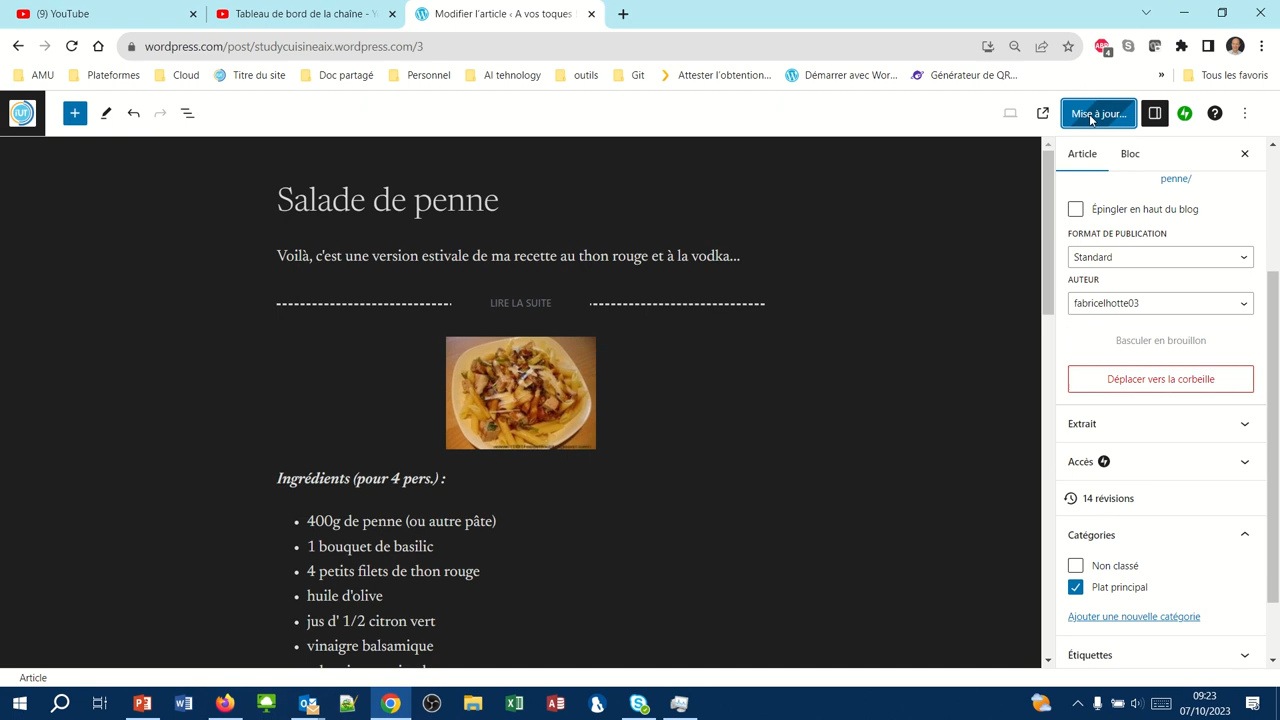 (9) YouTube
Tableau de bord de la chaîne - Y
Modifier l'article ‹ A vos toques
wordpress.com/post/studycuisineaix.wordpress.com/3
4
AMU
Plateformes
Cloud
Titre du site
Doc partagé
Personnel
AI tehnology
outils
Git
Attester l'obtention...
Démarrer avec Wor...
Générateur de QR...
»
Tous les favoris
IUT
Mise à jour...
Article
Bloc
penne/
Salade de penne
Épingler en haut du blog
FORMAT DE PUBLICATION
Voilà, c'est une version estivale de ma recette au thon rouge et à la vodka...
Standard
AUTEUR
LIRE LA SUITE
fabricelhotte03
Basculer en brouillon
Déplacer vers la corbeille
Extrait
Accès
Ingrédients (pour 4 pers.) :
14 révisions
400g de penne (ou autre pâte)
Catégories
1 bouquet de basilic
Non classé
4 petits filets de thon rouge
Plat principal
huile d'olive
Ajouter une nouvelle catégorie
jus d' 1/2 citron vert
vinaigre balsamique
Étiquettes
Article
09:23
07/10/2023